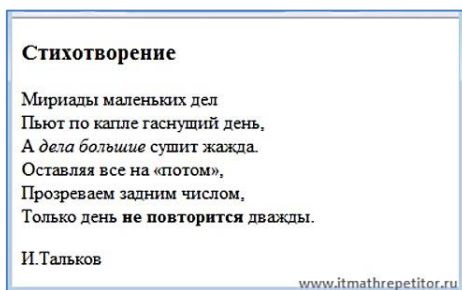 Стихотворение
Мириады маленьких дел
Пьют по капле гаснущий день,
А дела большие сушит жажда.
Оставляя все на «потом»,
Прозреваем задним числом,
Только день не повторится дважды.
И.Тальков
www.itmathrepetitor.ru